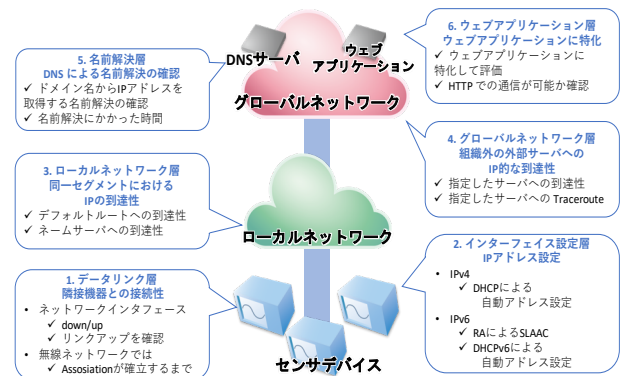 5. 名前解決層
DNS による名前解決の確認
✓ ドメイン名からIPアドレスを
取得する名前解決の確認
✓ 名前解決にかかった時間
DNSサーバ
ウェブ
アプリケーション
グローバルネットワーク
6. ウェブアプリケーション層
ウェブアプリケーションに特化
✓ ウェブアプリケーションに
特化して評価
✓ HTTP での通信が可能か確認
3. ローカルネットワーク層
同一セグメントにおける
IPの到達性
✓ デフォルトルートへの到達性
✓ ネームサーバへの到達性
4. グローバルネットワーク層
組織外の外部サーバへの
IP的な到達性
✓ 指定したサーバへの到達性
✓ 指定したサーバへの Traceroute
ローカルネットワーク
1. データリンク層
隣接機器との接続性
• ネットワークインタフェース
✓ down/up
✓ リンクアップを確認
• 無線ネットワークでは
✓ Assosiationが確立するまで
2. インターフェイス設定層
IPアドレス設定
• IPv4
✓ DHCPによる
自動アドレス設定
• IPv6
✓ RAによるSLAAC
✓ DHCPv6による
自動アドレス設定
センサデバイス